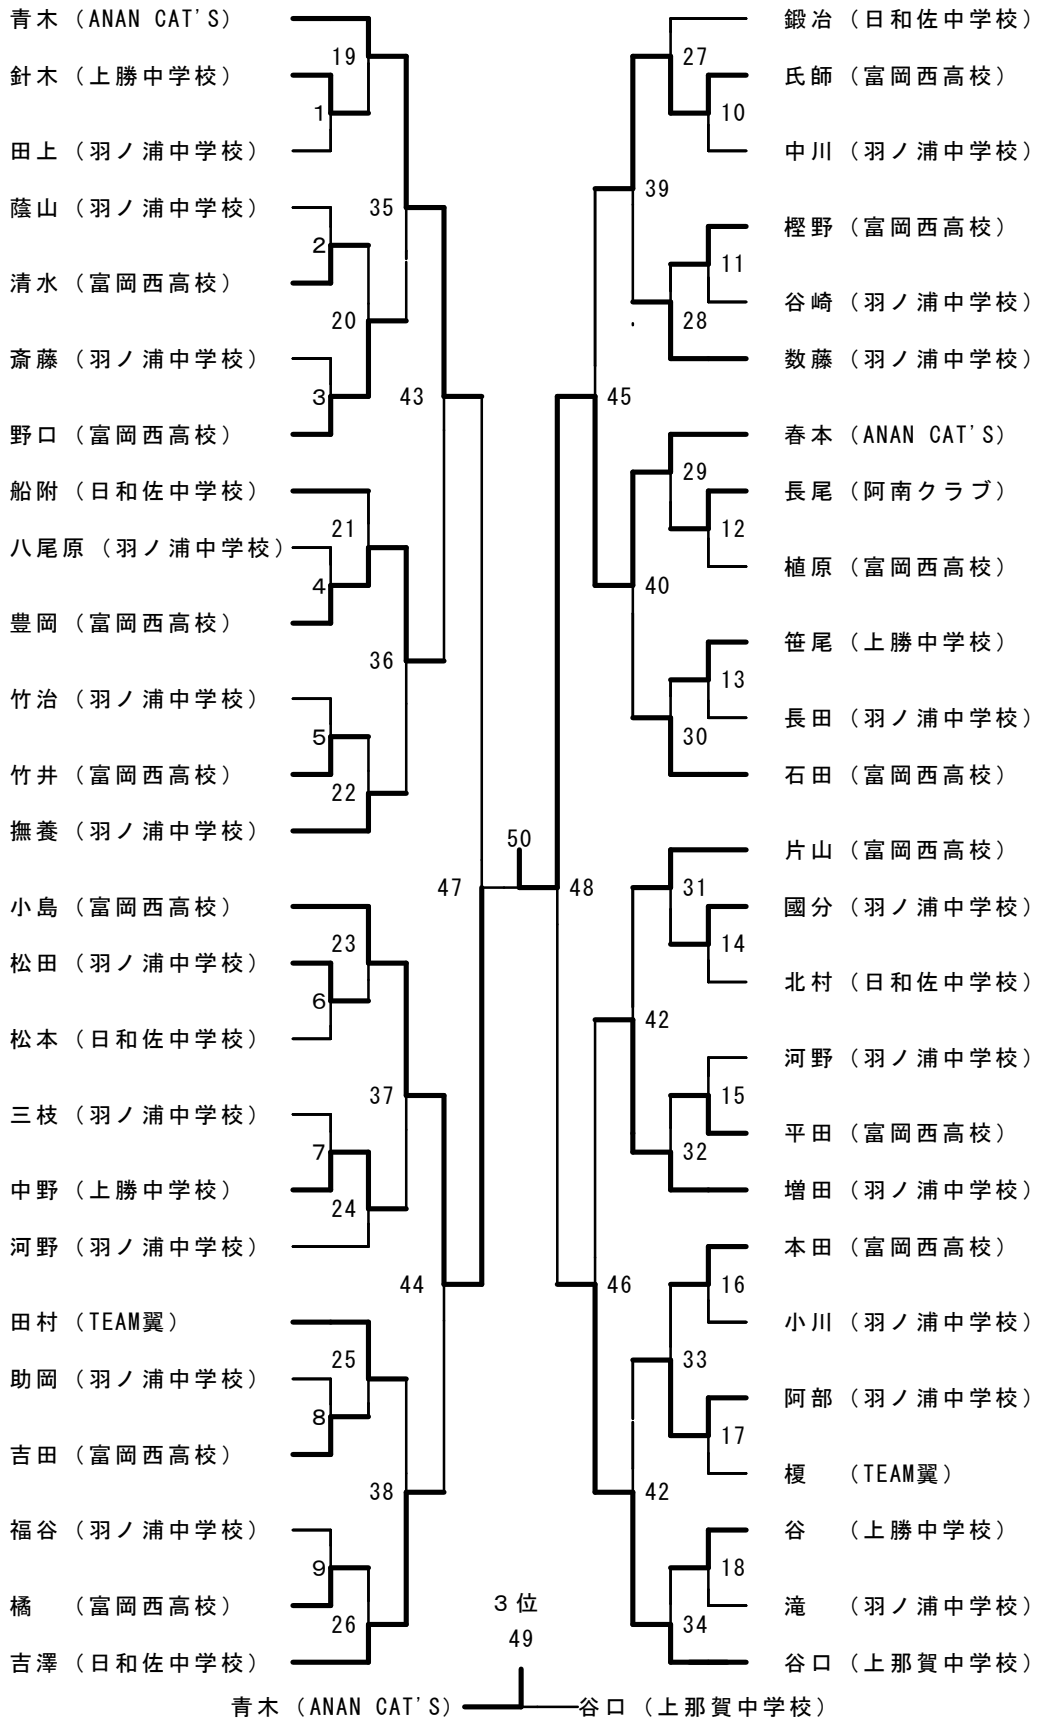 青木 (ANAN CAT'S)
19
針木 (上勝中学校)
1
田上 (羽ノ浦中学校)
蔭山 (羽ノ浦中学校)
35
2
清水 (富岡西高校)
20
斎藤 (羽ノ浦中学校)
3
43
野口 (富岡西高校)
船附 (日和佐中学校)
21
八尾原 (羽ノ浦中学校)
4
豊岡 (富岡西高校)
36
竹治 (羽ノ浦中学校)
5
竹井 (富岡西高校)
22
撫養 (羽ノ浦中学校)
47
小島 (富岡西高校)
23
松田 (羽ノ浦中学校)
6
松本 (日和佐中学校)
37
三枝 (羽ノ浦中学校)
7
中野 (上勝中学校)
24
河野 (羽ノ浦中学校)
44
田村 (TEAM翼)
25
助岡 (羽ノ浦中学校)
8
吉田 (富岡西高校)
38
福谷 (羽ノ浦中学校)
9
橘 (富岡西高校)
26
吉澤 (日和佐中学校)
50
鍛冶 (日和佐中学校)
27
氏師 (富岡西高校)
10
中川 (羽ノ浦中学校)
39
樫野 (富岡西高校)
11
谷崎 (羽ノ浦中学校)
28
数藤 (羽ノ浦中学校)
45
春本 (ANAN CAT'S)
29
長尾 (阿南クラブ)
12
植原 (富岡西高校)
40
笹尾 (上勝中学校)
13
長田 (羽ノ浦中学校)
30
石田 (富岡西高校)
48
片山 (富岡西高校)
31
國分 (羽ノ浦中学校)
14
北村 (日和佐中学校)
42
河野 (羽ノ浦中学校)
15
平田 (富岡西高校)
32
増田 (羽ノ浦中学校)
本田 (富岡西高校)
46
16
小川 (羽ノ浦中学校)
33
阿部 (羽ノ浦中学校)
17
榎 (TEAM翼)
42
谷 (上勝中学校)
18
滝 (羽ノ浦中学校)
34
谷口 (上那賀中学校)
3位
49
青木 (ANAN CAT'S) 谷口 (上那賀中学校)